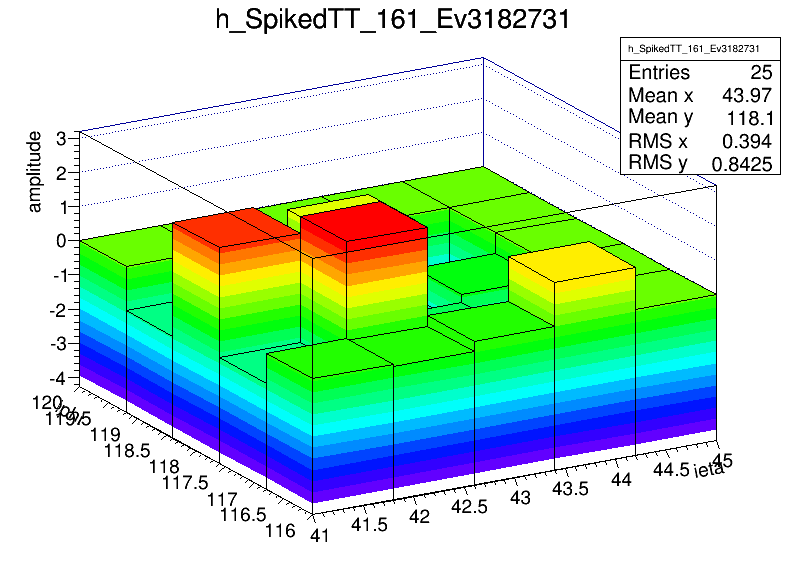 h_SpikedTT_161_Ev3182731
h_SpikedTT_161_Ev3182731
Entries 25
Mean x 43.97
Mean y 118.1
RMS x 0.394
RMS y 0.8425
amplitude
3
2
1
0
-1
-2
-3
-4
120
119.5
119
118.5
118
117.5
117
116.5
116
41
41.5
42
42.5
43
43.5
44
44.5
45
ieta